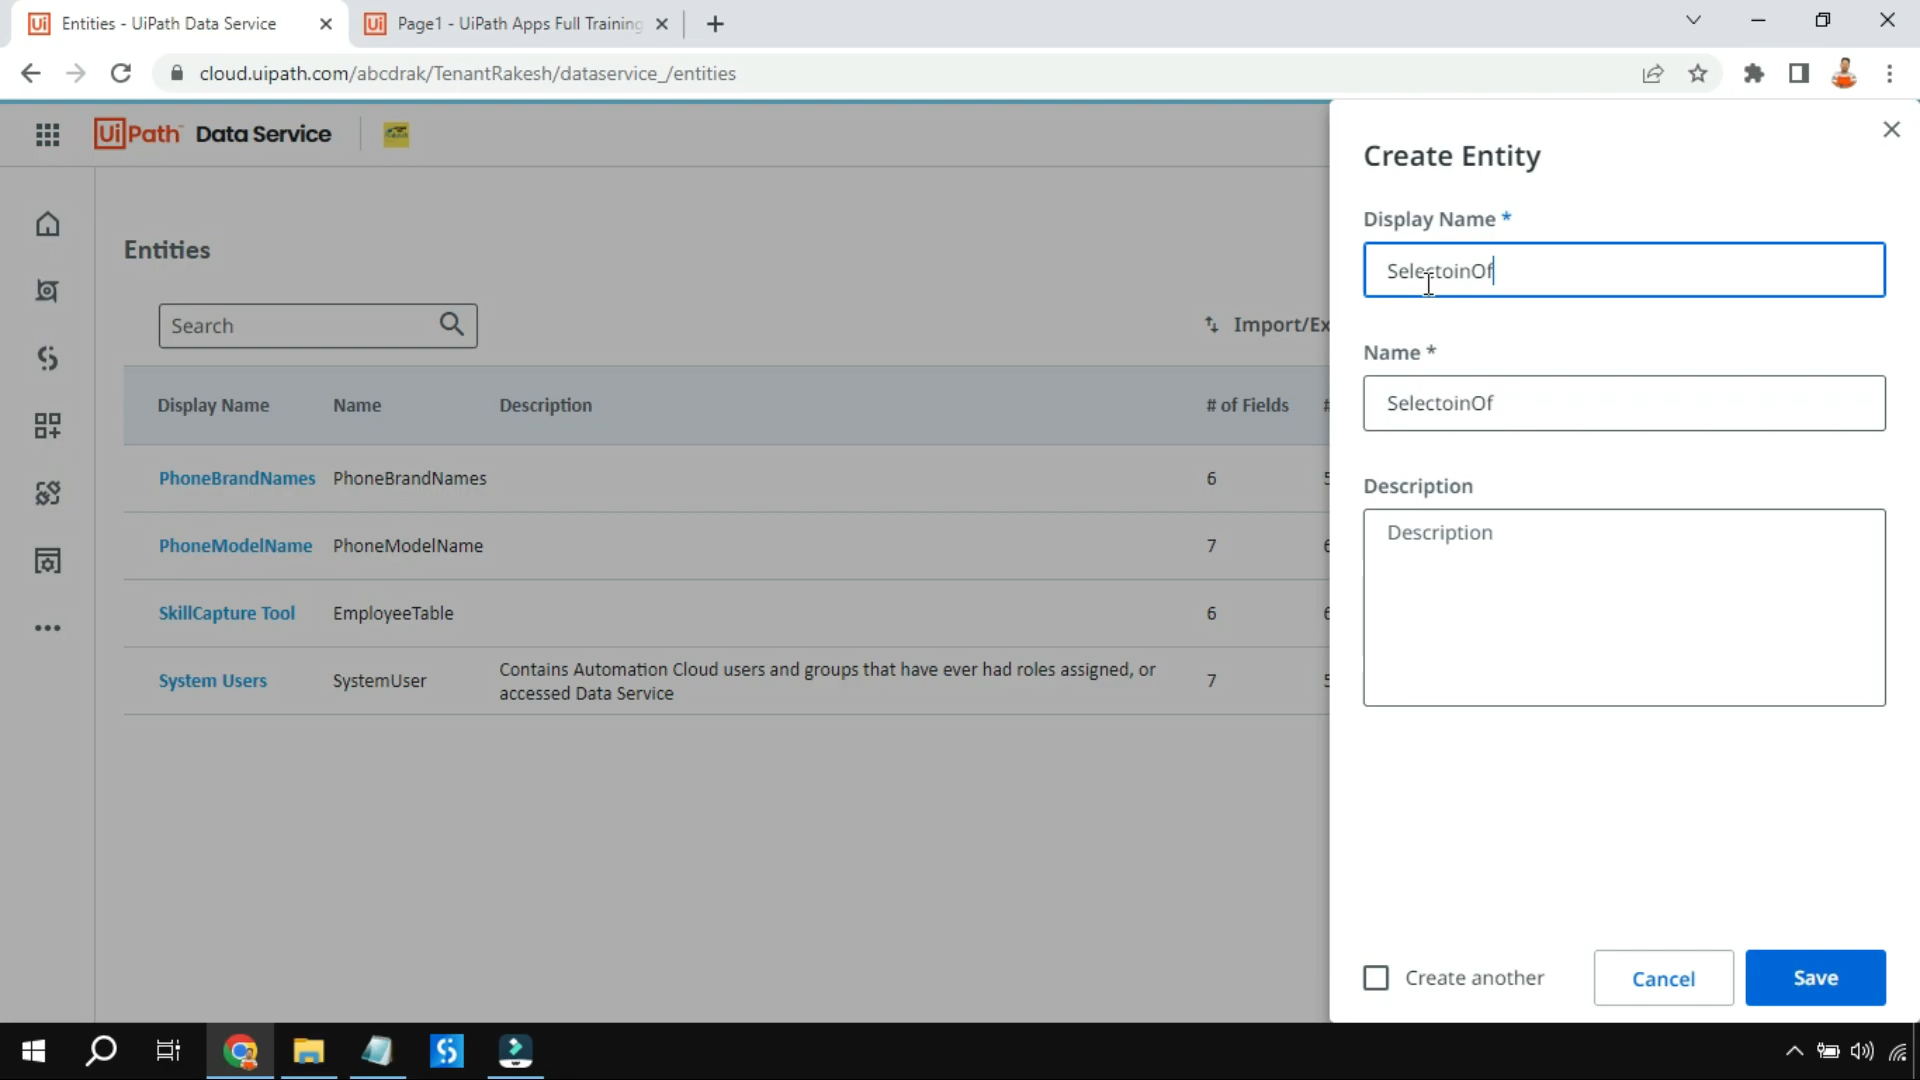 Entities - UiPath Data Service
Page1 - UiPath Apps Full Training
cloud.uipath.com/abcdrak/TenantRakesh/dataservice_/entities
UiPath Data Service
Create Entity
Display Name *
SelectoinOf
Name *
SelectoinOf
Description
Description
Create another
Cancel
Save
Entities
Search
Import/Ex
Display Name Name Description # of Fields #
PhoneBrandNames PhoneBrandNames 6
PhoneModelName PhoneModelName 7
SkillCapture Tool EmployeeTable 6
System Users SystemUser Contains Automation Cloud users and groups that have ever had roles assigned, or 7
accessed Data Service